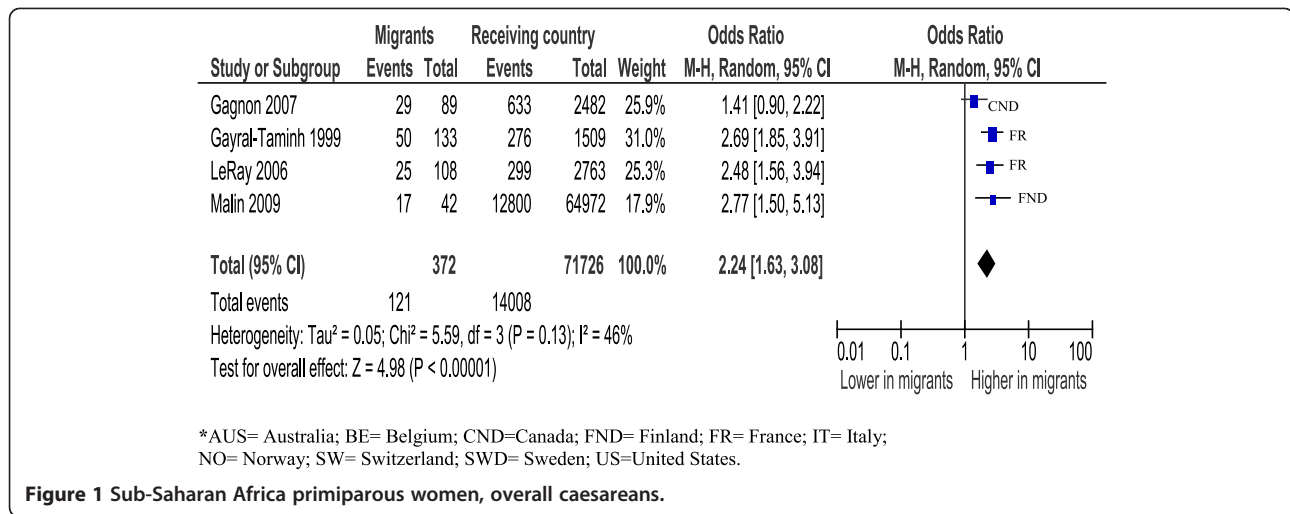 Migrants Receiving country Odds Ratio Odds Ratio
Study or Subgroup Events Total Events Total Weight M-H, Random, 95% CI M-H, Random, 95% CI
Gagnon 2007 29 89 633 2482 25.9% 1.41 [0.90, 2.22] CND
Gayral-Taminh 1999 50 133 276 1509 31.0% 2.69 [1.85, 3.91] FR
LeRay 2006 25 108 299 2763 25.3% 2.48 [1.56, 3.94] FR
Malin 2009 17 42 12800 64972 17.9% 2.77 [1.50, 5.13] FND
Total (95% CI) 372 71726 100.0% 2.24 [1.63, 3.08]
Total events 121 14008
Heterogeneity: Tau² = 0.05; Chi² = 5.59, df = 3 (P = 0.13); I² = 46%
Test for overall effect: Z = 4.98 (P < 0.00001)
0.01 0.1 1 10 100
Lower in migrants Higher in migrants
*AUS= Australia; BE= Belgium; CND=Canada; FND= Finland; FR= France; IT= Italy;
NO= Norway; SW= Switzerland; SWD= Sweden; US=United States.
Figure 1 Sub-Saharan Africa primiparous women, overall caesareans.